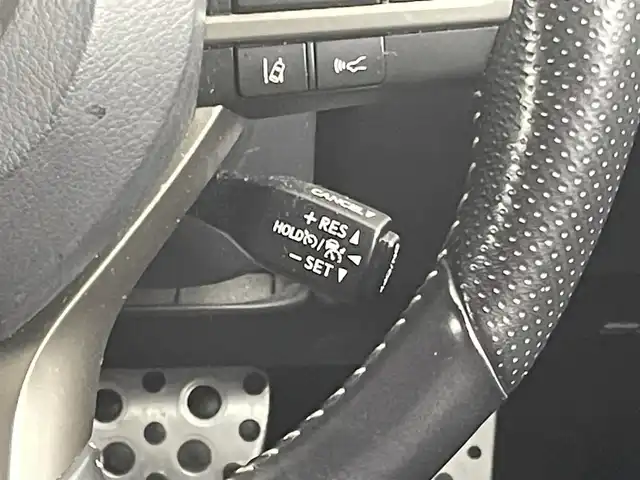 CANCEL▼
+ RES▲
HOLD / ◄
− SET▼